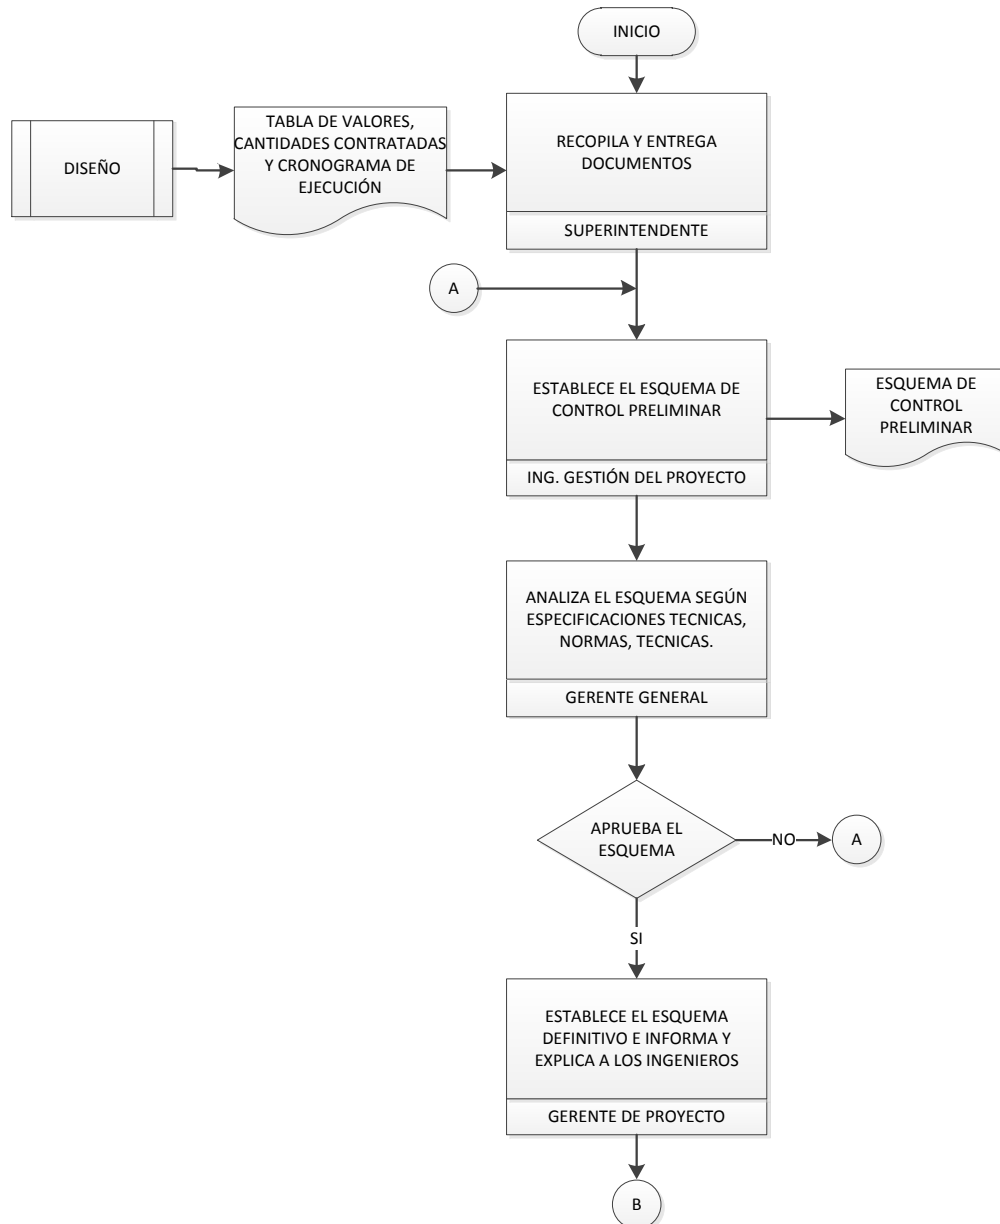 INICIO
DISEÑO
TABLA DE VALORES,
CANTIDADES CONTRATADAS
Y CRONOGRAMA DE
EJECUCIÓN
RECOPILA Y ENTREGA
DOCUMENTOS
SUPERINTENDENTE
A
ESTABLECE EL ESQUEMA DE
CONTROL PRELIMINAR
ING. GESTIÓN DEL PROYECTO
ESQUEMA DE
CONTROL
PRELIMINAR
ANALIZA EL ESQUEMA SEGÚN
ESPECIFICACIONES TECNICAS,
NORMAS, TECNICAS.
GERENTE GENERAL
APRUEBA EL
ESQUEMA
NO
A
SI
ESTABLECE EL ESQUEMA
DEFINITIVO E INFORMA Y
EXPLICA A LOS INGENIEROS
GERENTE DE PROYECTO
B